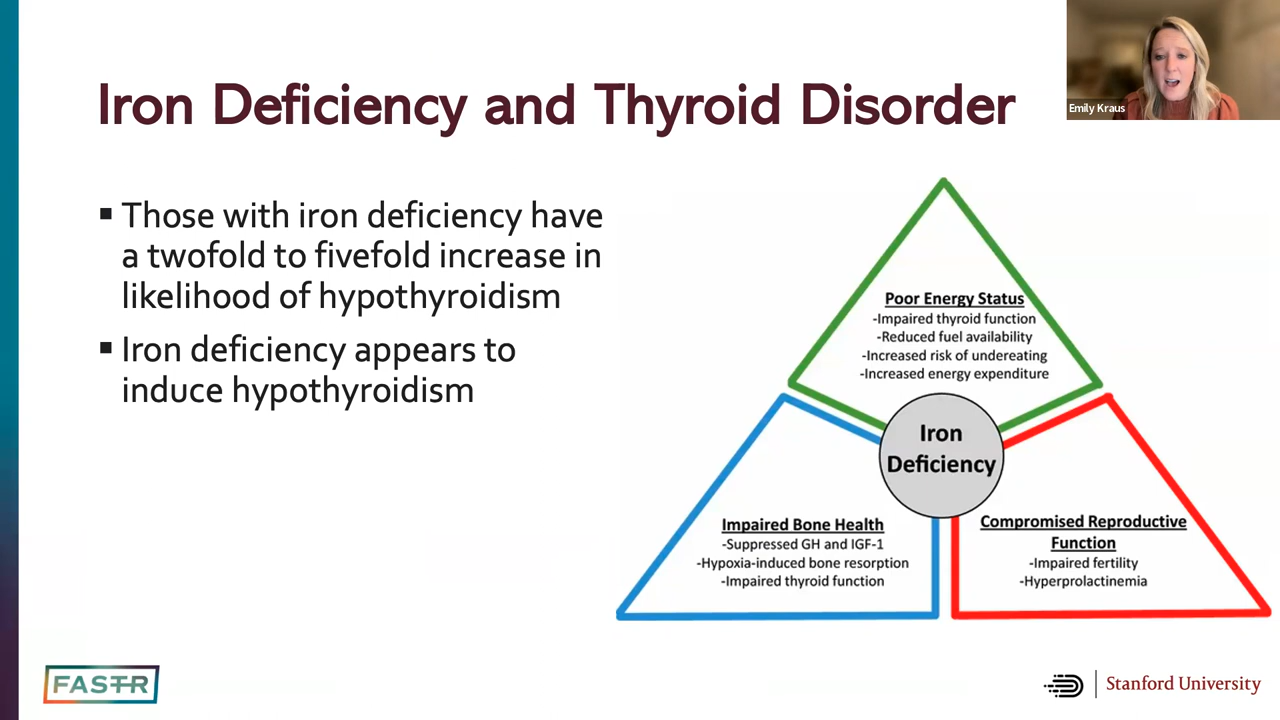 Iron Deficiency and Thyroid Disorder
Emily Kraus
▪ Those with iron deficiency have
a twofold to fivefold increase in
likelihood of hypothyroidism
▪ Iron deficiency appears to
induce hypothyroidism
Poor Energy Status
-Impaired thyroid function
-Reduced fuel availability
-Increased risk of undereating
-Increased energy expenditure
Iron
Deficiency
Impaired Bone Health
-Suppressed GH and IGF-1
-Hypoxia-induced bone resorption
-Impaired thyroid function
Compromised Reproductive
Function
-Impaired fertility
-Hyperprolactinemia
FASTR
Stanford University